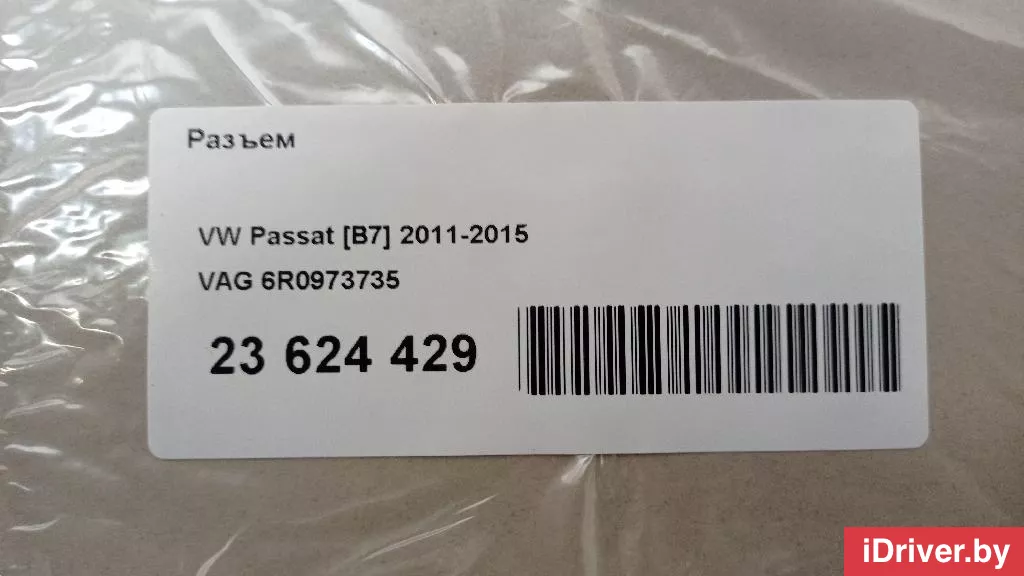 Разъем
VW Passat [B7] 2011-2015
VAG 6R0973735
23 624 429
iDriver.by